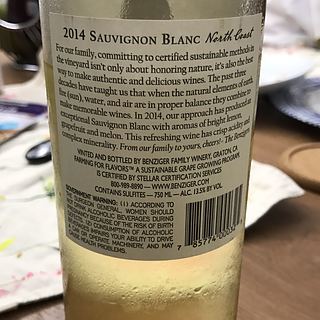 2014 SAUVIGNON BLANC North Coast
For our family, committing to certified sustainable methods in
the vineyard isn't only about honoring nature, it's also the best
way to make authentic and delicious wines. The past three
decades have taught us that when the natural elements of earth,
fire (sun), water, and air are in proper balance they combine to
make memorable wines. In 2014, our approach has produced an
exceptional Sauvignon Blanc with aromas of bright lemon,
grapefruit and melon. This refreshing wine has crisp acidity and
complex minerality. From our family to yours, cheers! - The Benziger
VINTED AND BOTTLED BY BENZIGER FAMILY WINERY, GRATON, CA
FARMING FOR FLAVORS™ A SUSTAINABLE GRAPE GROWING PROGRAM,
IS CERTIFIED BY STELLAR CERTIFICATION SERVICES
800-989-8890 — WWW.BENZIGER.COM
CONTAINS SULFITES — 750 ML — ALC. 13.5% BY VOL
GOVERNMENT WARNING: (1) ACCORDING TO
THE SURGEON GENERAL, WOMEN SHOULD
NOT DRINK ALCOHOLIC BEVERAGES DURING
PREGNANCY BECAUSE OF THE RISK OF BIRTH
DEFECTS. (2) CONSUMPTION OF ALCOHOLIC
BEVERAGES IMPAIRS YOUR ABILITY TO DRIVE
A CAR OR OPERATE MACHINERY, AND MAY
CAUSE HEALTH PROBLEMS.